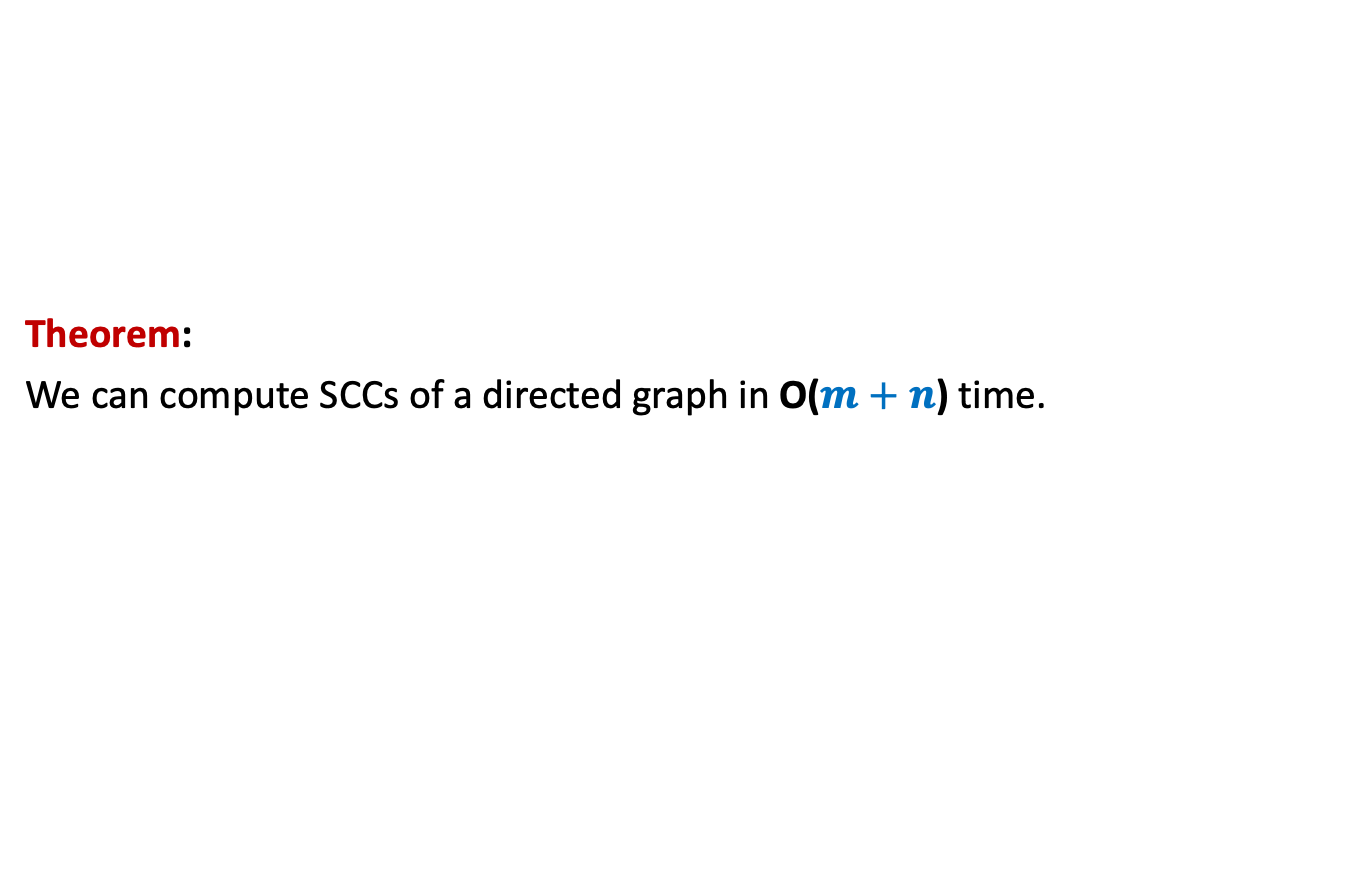 Theorem:
We can compute SCCs of a directed graph in O(m + n) time.